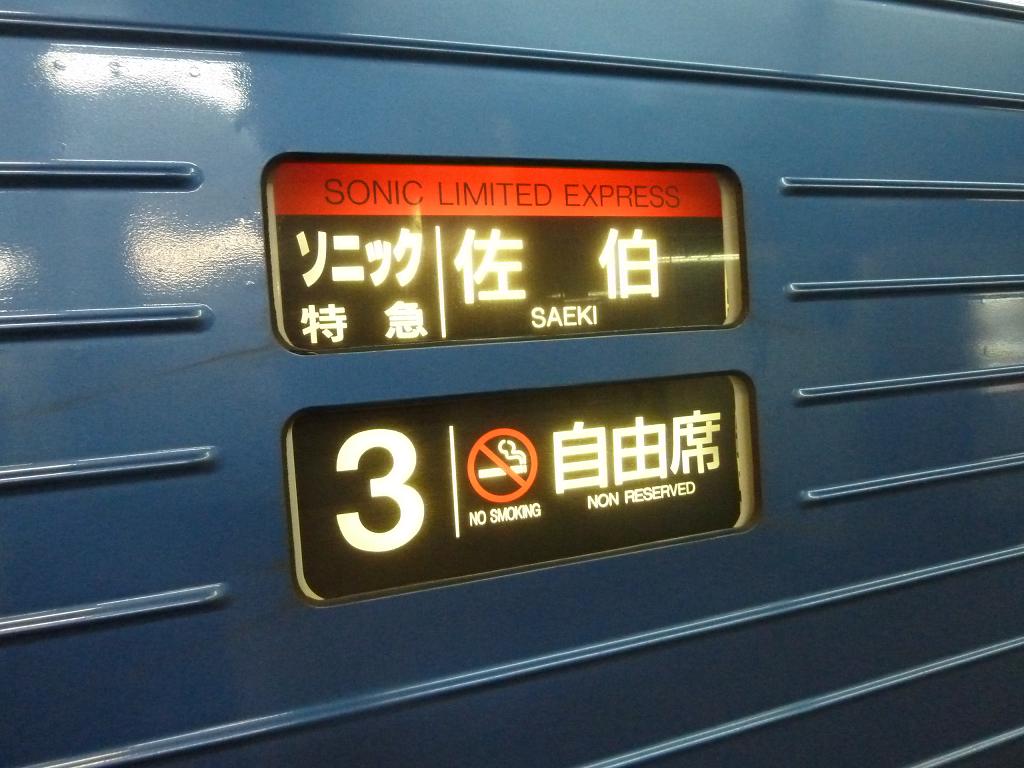 SONIC LIMITED EXPRESS
ソニック 佐伯
特急 SAEKI
3 自由席
NO SMOKING NON RESERVED